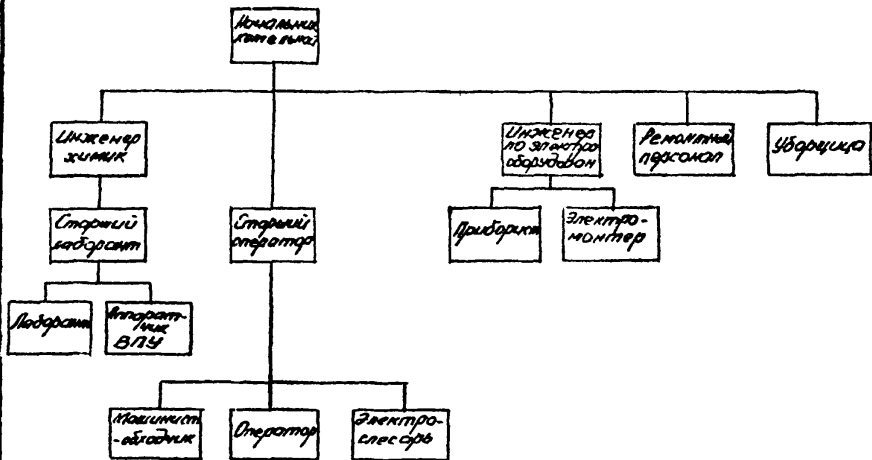 Начальник
котельной
Инженер
химик
Инженер
по электро
оборудован
Ремонтный
персонал
Уборщица
Старший
лаборант
Старший
оператор
Приборист
Электро-
монтер
Лаборант
Аппарат-
чик
ВПУ
Машинист
-обходчик
Оператор
Электро-
слесарь